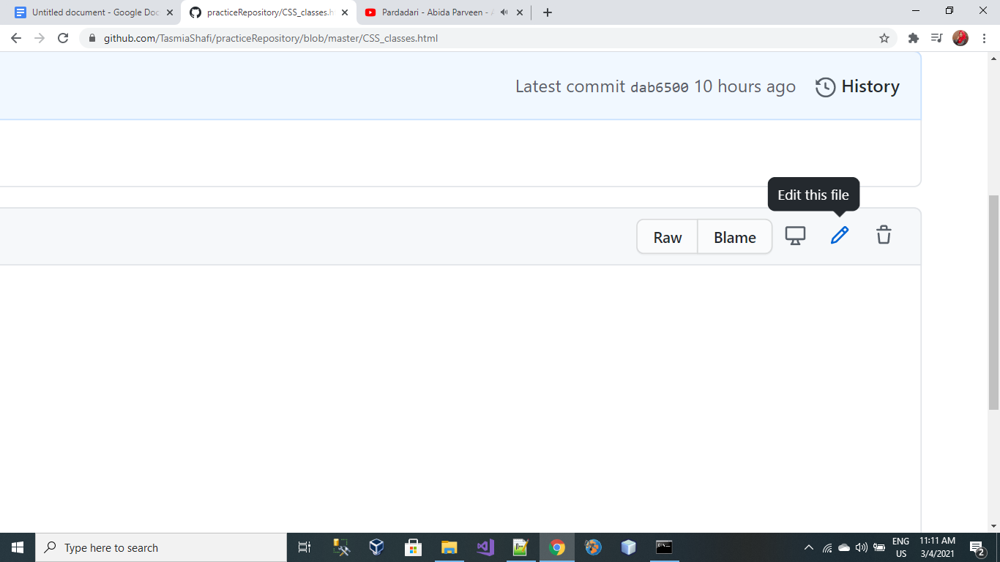 Untitled document - Google Doc
practiceRepository/CSS_classes.h
Pardadari - Abida Parveen - A
github.com/TasmiaShafi/practiceRepository/blob/master/CSS_classes.html
Latest commit dab6500 10 hours ago History
Edit this file
Raw Blame
Type here to search
ENG
US
11:11 AM
3/4/2021
2